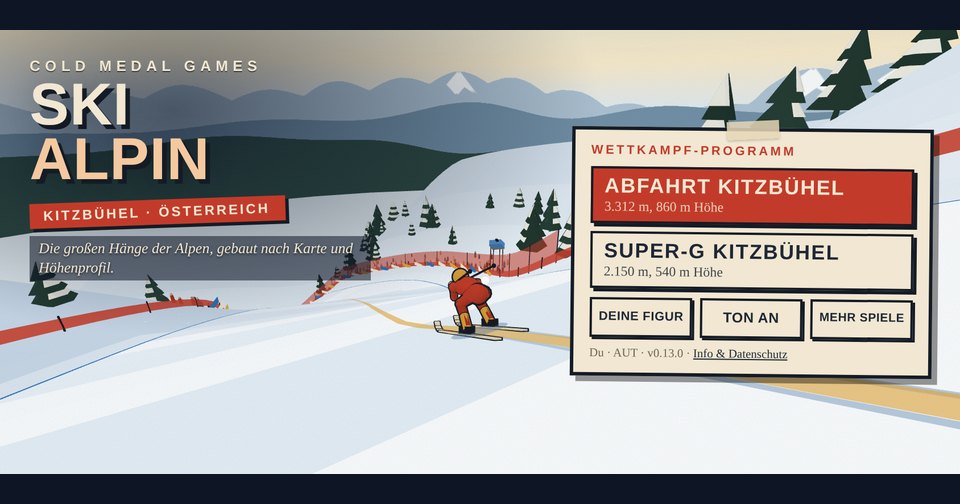 COLD MEDAL GAMES
SKI
ALPIN
KITZBÜHEL · ÖSTERREICH
Die großen Hänge der Alpen, gebaut nach Karte und
Höhenprofil.
WETTKAMPF-PROGRAMM
ABFAHRT KITZBÜHEL
3.312 m, 860 m Höhe
SUPER-G KITZBÜHEL
2.150 m, 540 m Höhe
DEINE FIGUR
TON AN
MEHR SPIELE
Du · AUT · v0.13.0 · Info & Datenschutz